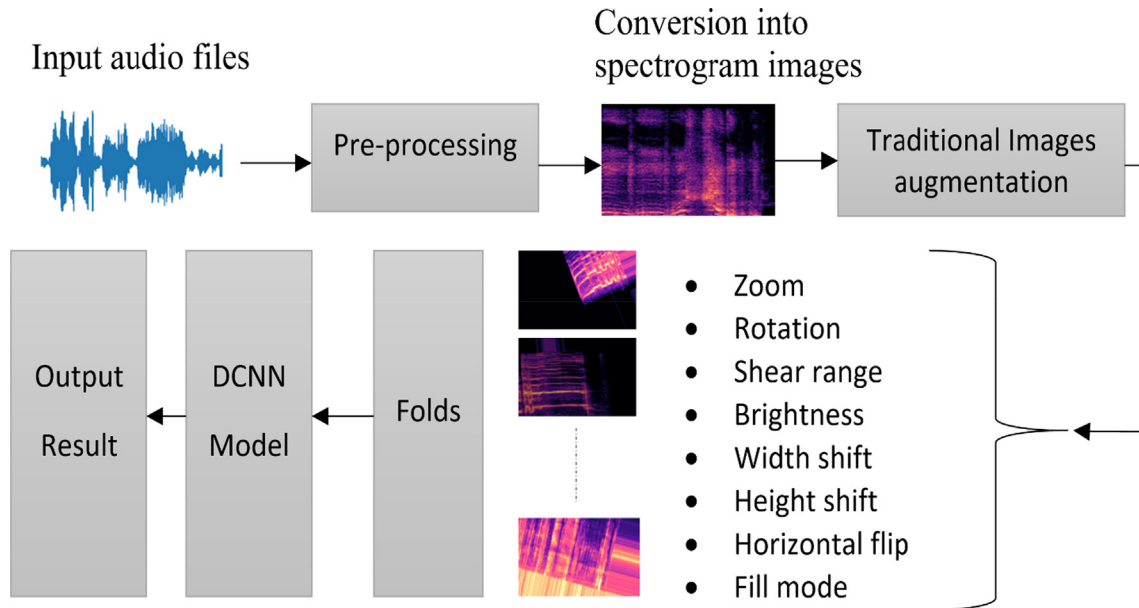 Input audio files
Conversion into
spectrogram images
Pre-processing
Traditional Images
augmentation
• Zoom
• Rotation
• Shear range
• Brightness
• Width shift
• Height shift
• Horizontal flip
• Fill mode
Folds
DCNN
Model
Output
Result